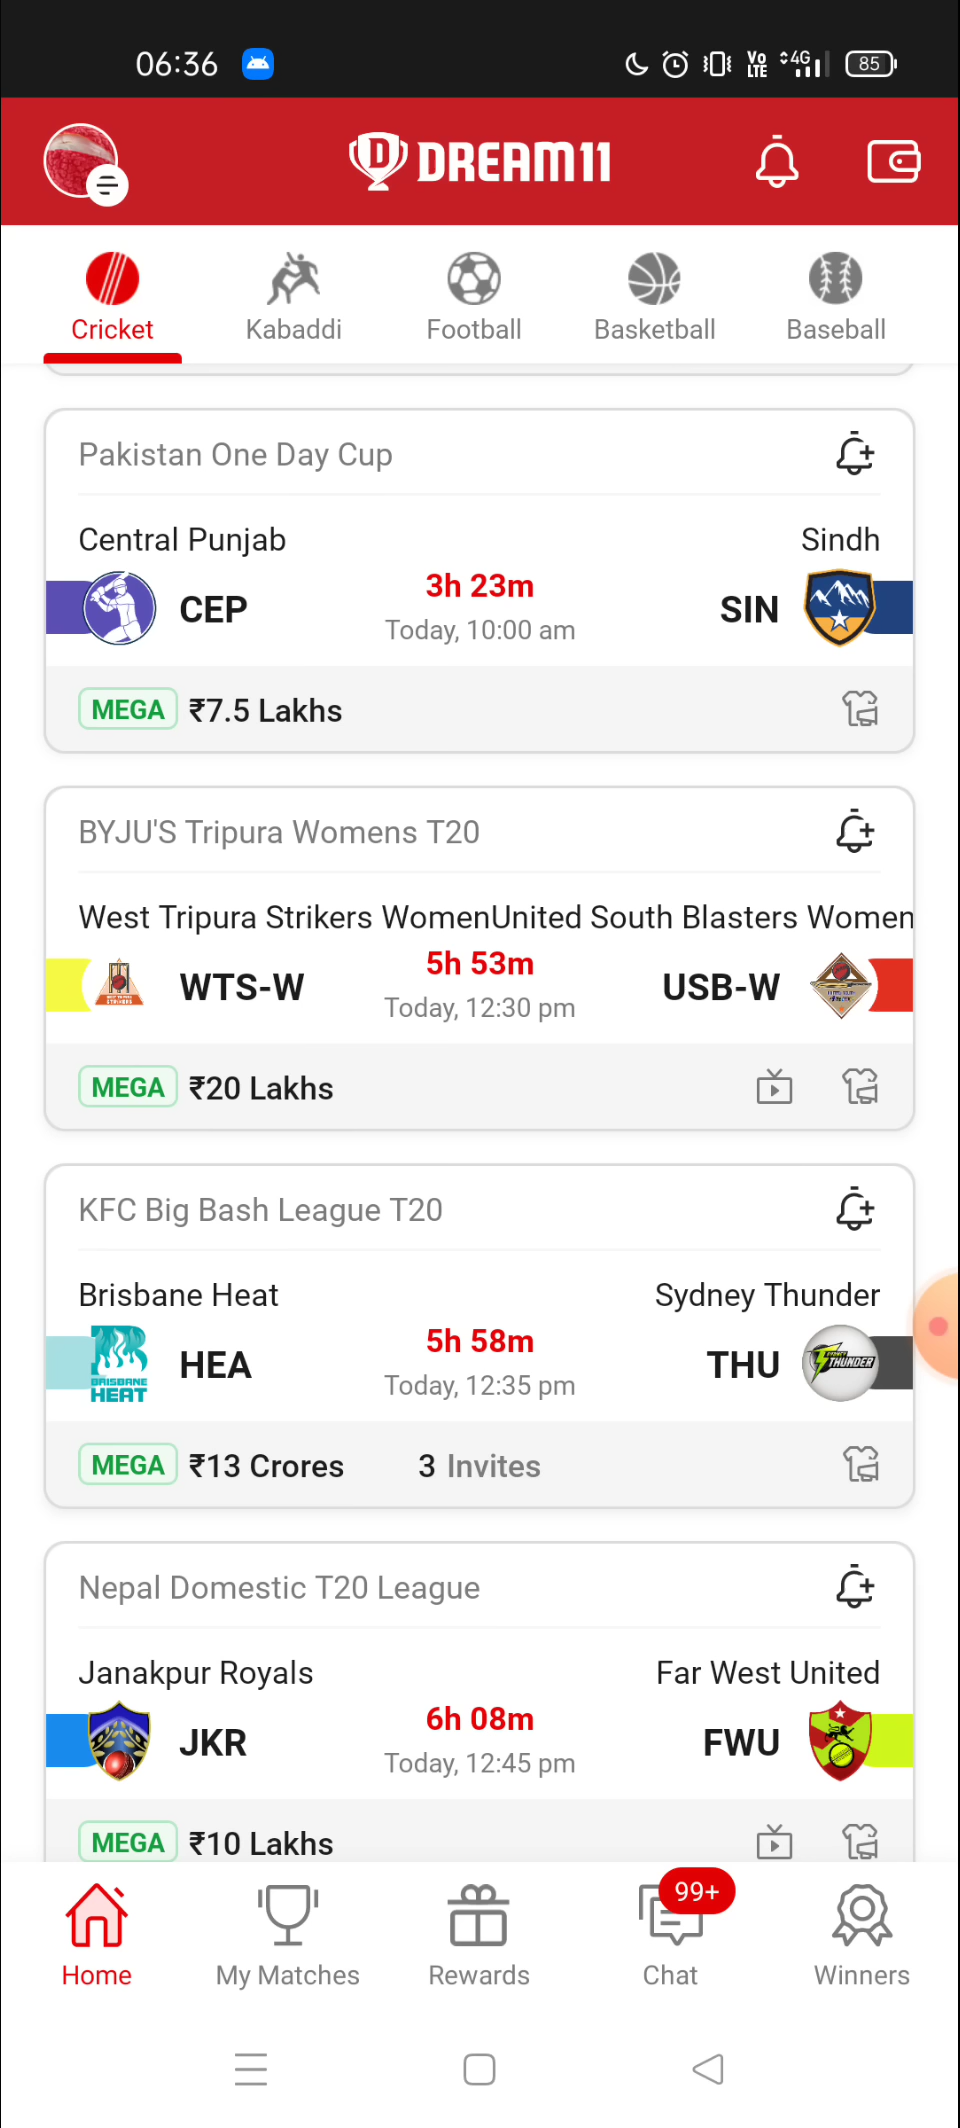 06:36
Vo LTE 4G 85
DREAM11
Cricket Kabaddi Football Basketball Baseball
Pakistan One Day Cup
Central Punjab Sindh
CEP 3h 23m SIN
Today, 10:00 am
MEGA ₹7.5 Lakhs
BYJU'S Tripura Womens T20
West Tripura Strikers Women United South Blasters Women
WTS-W 5h 53m USB-W
Today, 12:30 pm
MEGA ₹20 Lakhs
KFC Big Bash League T20
Brisbane Heat Sydney Thunder
HEA 5h 58m THU
BRISBANE HEAT
THUNDER
Today, 12:35 pm
MEGA ₹13 Crores 3 Invites
Nepal Domestic T20 League
Janakpur Royals Far West United
JKR 6h 08m FWU
Today, 12:45 pm
MEGA ₹10 Lakhs
99+
Home My Matches Rewards Chat Winners